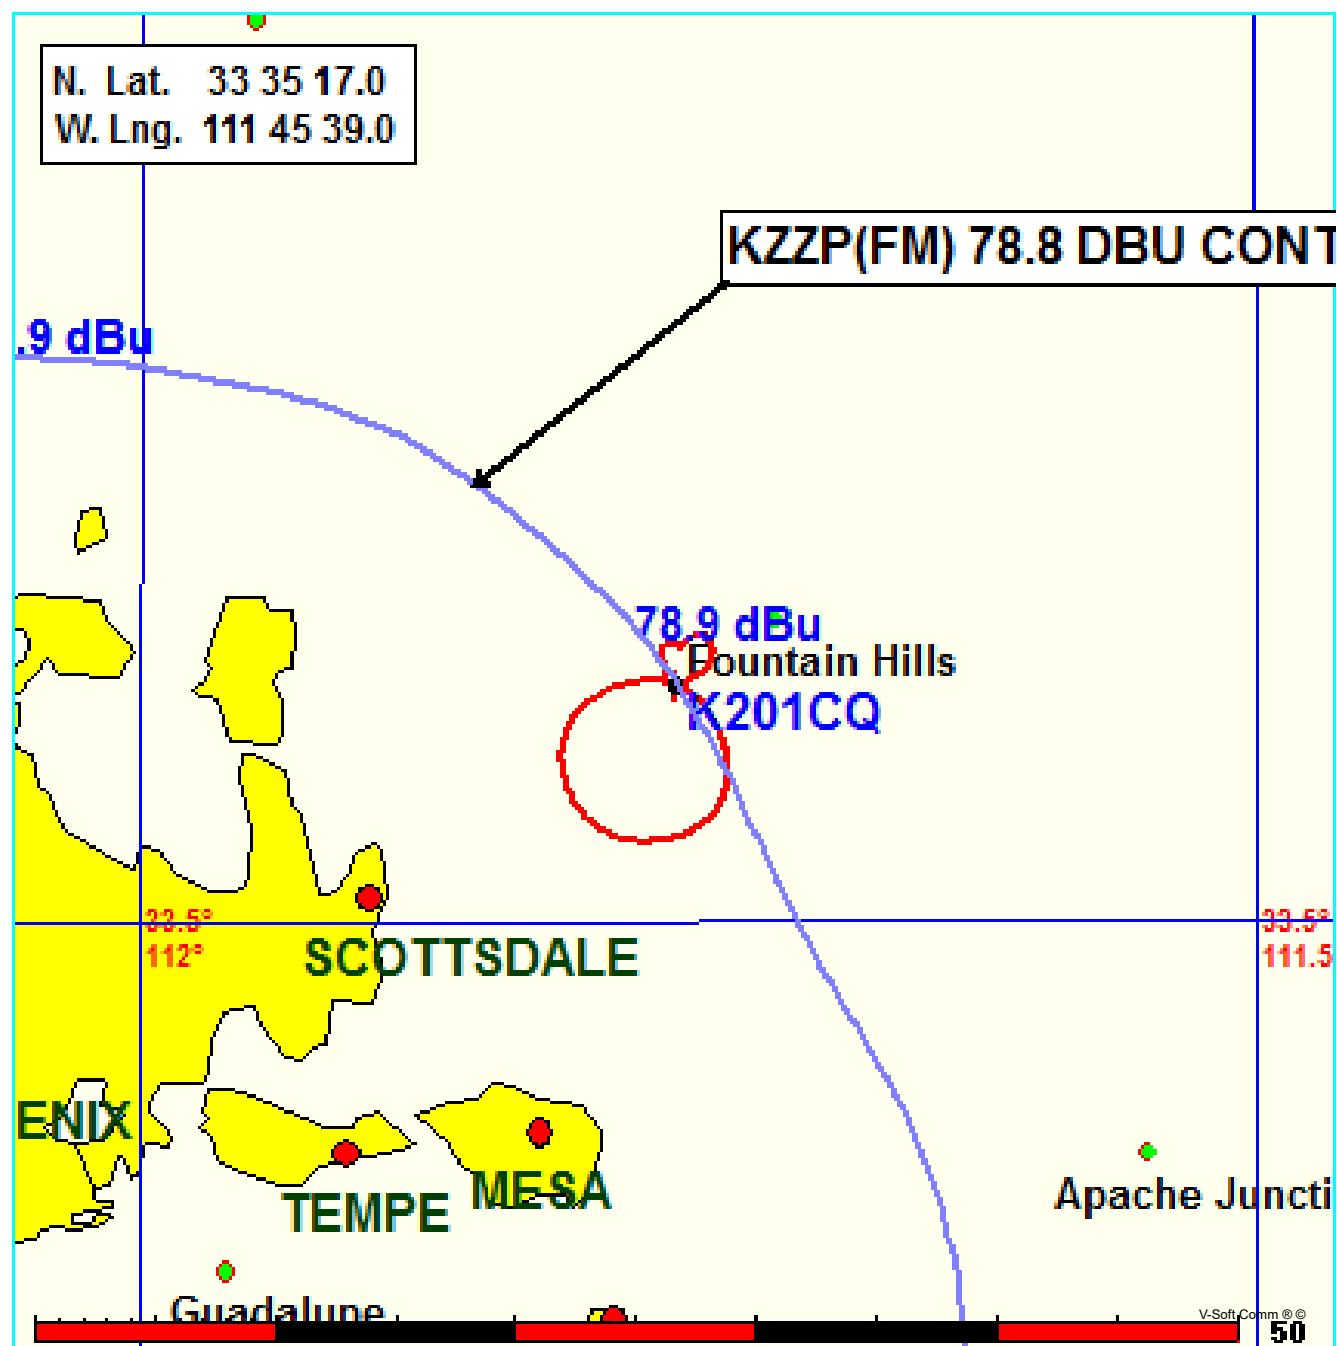 N. Lat. 33 35 17.0
W. Lng. 111 45 39.0
KZZP(FM) 78.8 DBU CONT
.9 dBu
78.9 dBu
Fountain Hills
K201CQ
33.5°
112°
33.5°
111.5
SCOTTSDALE
ENIX
TEMPE
MESA
Apache Juncti
Guadalupe
V-Soft Comm ® ©
50